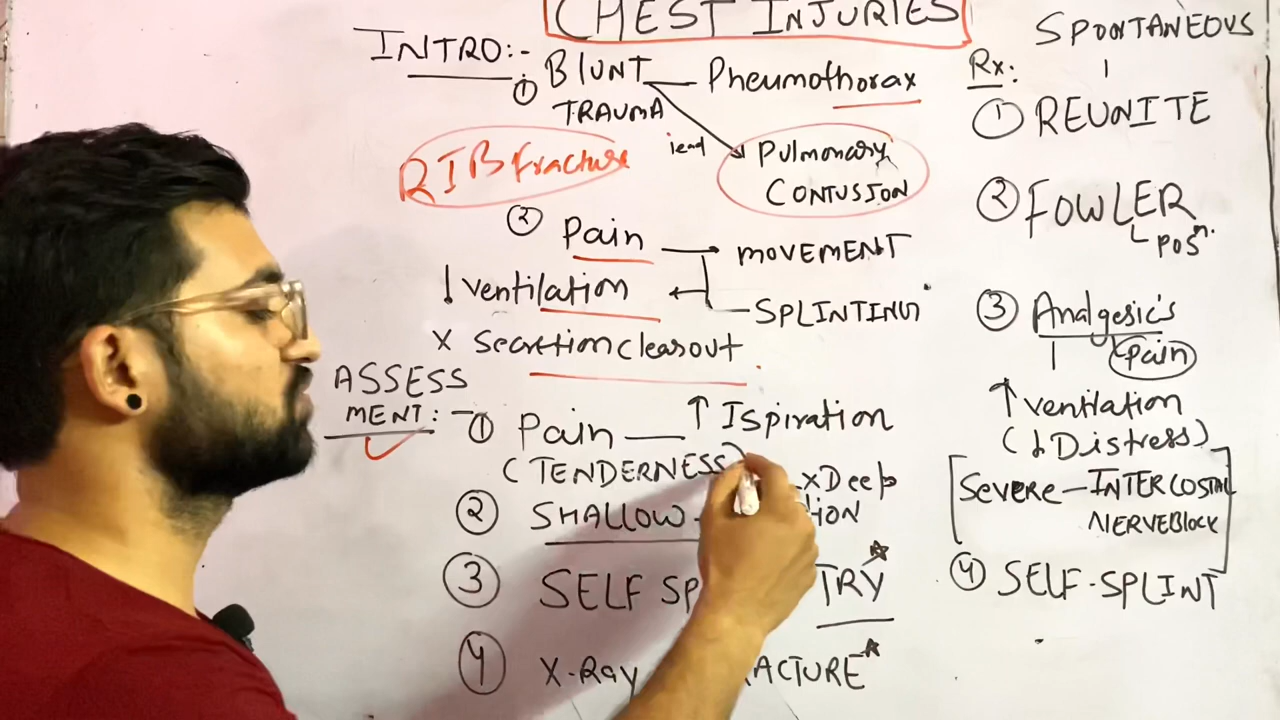 CHEST INJURIES
INTRO:-
① BLUNT — Pneumothorax
TRAUMA
lead → Pulmonary
CONTUSION
RIB fracture
② Pain → MOVEMENT
SPLINTING
↓ Ventilation ←
X Secretion clearout
ASSESS
MENT: - ① Pain — ↑ Ispiration
(TENDERNESS)
xDeep
② SHALLOW
③ SELF SP TRY*
④ X-Ray ACTURE*
SPONTANEOUS
Rx:
① REUNITE
② FOWLER
posⁿ.
③ Analgesic's
Pain
↑ Ventilation
(↓ Distress)
[Severe — INTERCOSTAL
NERVEBlock]
④ SELF-SPLINT